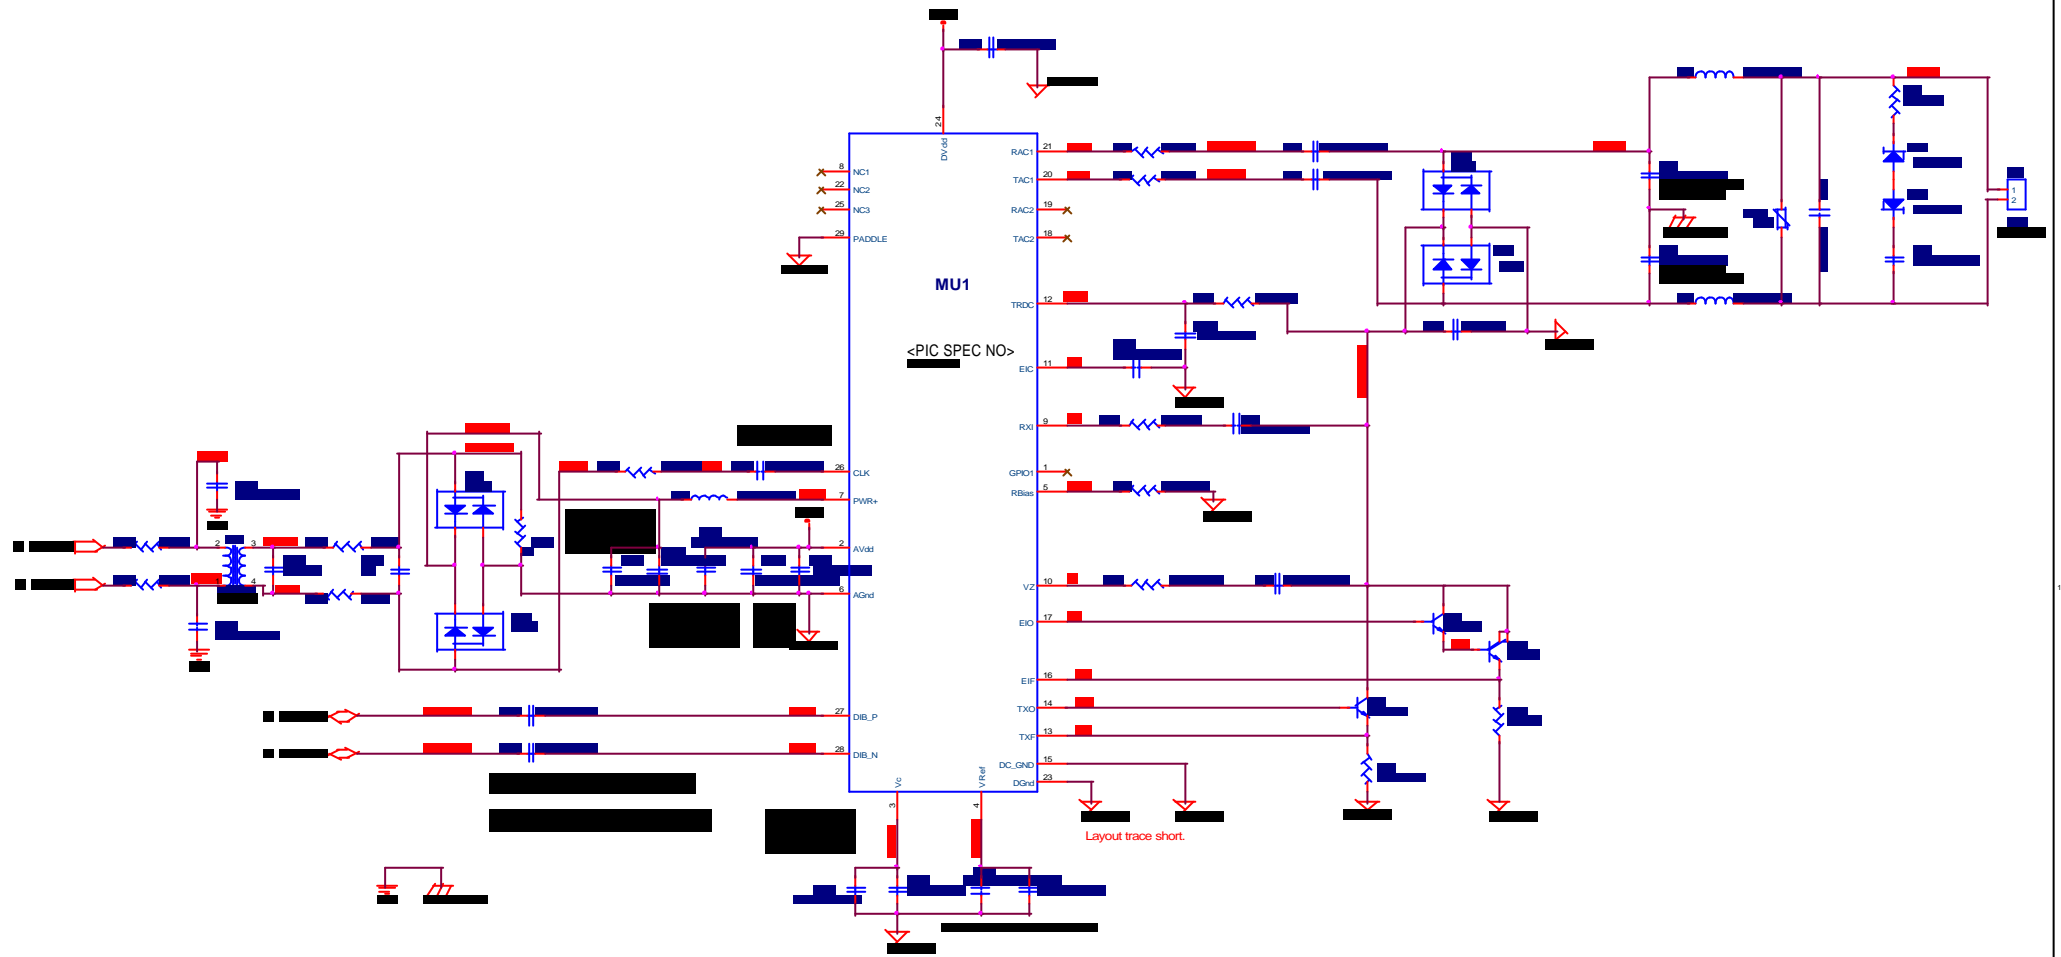 24
DVdd
8
NC1
22
NC2
25
NC3
29
PADDLE
21
RAC1
20
TAC1
19
RAC2
18
TAC2
MU1
12
TRDC
<PIC SPEC NO>
11
EIC
9
RXI
26
CLK
1
GPIO1
7
PWR+
5
RBias
2
AVdd
6
AGnd
10
VZ
17
EIO
16
EIF
14
TXO
13
TXF
15
DC_GND
23
DGnd
27
DIB_P
28
DIB_N
Vc
VRef
3
4
2
3
1
4
1
2
1
Layout trace short.